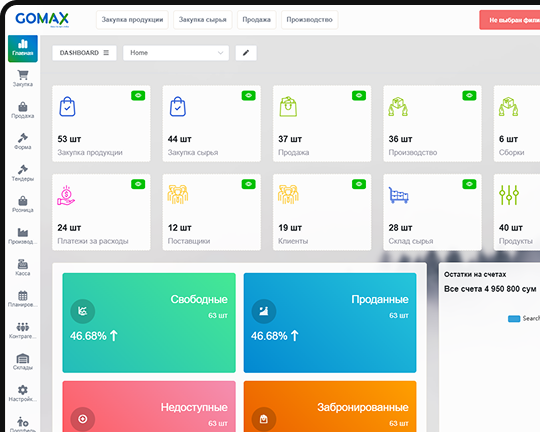 GOMAX
Закупка продукции
Закупка сырья
Продажа
Производство
Не выбран фили
Главная
DASHBOARD
Home
Закупка
Продажа
Форма
Тендеры
Розница
Производ...
Касса
Планиров...
Контраге...
Склады
Настройк...
53 шт
Закупка продукции
44 шт
Закупка сырья
37 шт
Продажа
36 шт
Производство
6 шт
Сборки
24 шт
Платежи за расходы
12 шт
Поставщики
19 шт
Клиенты
28 шт
Склад сырья
40 шт
Продукты
Свободные
63 шт
46.68%
Проданные
63 шт
46.68%
Недоступные
63 шт
Забронированные
63 шт
Остатки на счетах
Все счета 4 950 800 сум
Search